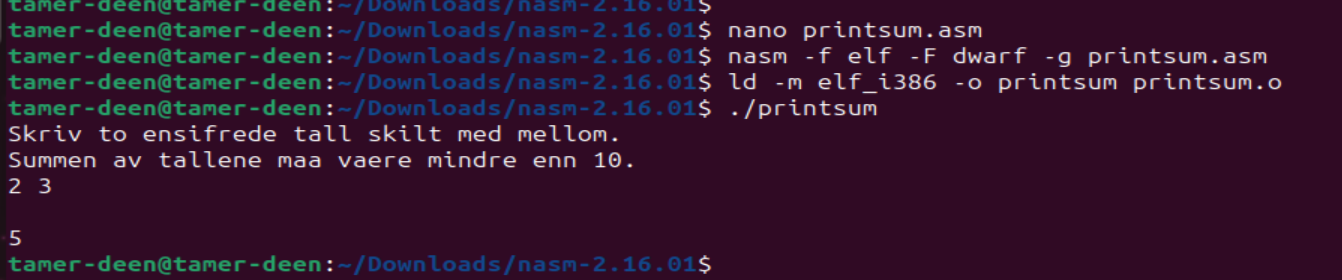 tamer-deen@tamer-deen:~/Downloads/nasm-2.16.01$
tamer-deen@tamer-deen:~/Downloads/nasm-2.16.01$ nano printsum.asm
tamer-deen@tamer-deen:~/Downloads/nasm-2.16.01$ nasm -f elf -F dwarf -g printsum.asm
tamer-deen@tamer-deen:~/Downloads/nasm-2.16.01$ ld -m elf_i386 -o printsum printsum.o
tamer-deen@tamer-deen:~/Downloads/nasm-2.16.01$ ./printsum
Skriv to ensifrede tall skilt med mellom.
Summen av tallene maa vaere mindre enn 10.
2 3
5
tamer-deen@tamer-deen:~/Downloads/nasm-2.16.01$